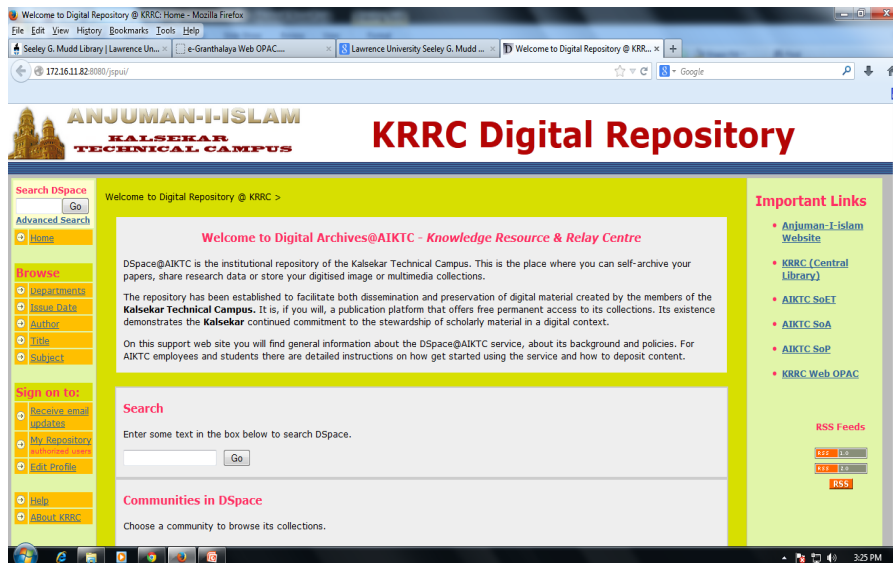 Welcome to Digital Repository @ KRRC: Home - Mozilla Firefox
File Edit View History Bookmarks Tools Help
Seeley G. Mudd Library | Lawrence Un...
e-Granthalaya Web OPAC....
Lawrence University Seeley G. Mudd ...
Welcome to Digital Repository @ KRR...
172.16.11.82:8080/jspui/
Google
ANJUMAN-I-ISLAM
KALSEKAR
TECHNICAL CAMPUS
KRRC Digital Repository
Search DSpace
Go
Advanced Search
Home
Browse
Departments
Issue Date
Author
Title
Subject
Sign on to:
Receive email
updates
My Repository
authorized users
Edit Profile
Help
ABout KRRC
Welcome to Digital Repository @ KRRC >
Welcome to Digital Archives@AIKTC - Knowledge Resource & Relay Centre
DSpace@AIKTC is the institutional repository of the Kalsekar Technical Campus. This is the place where you can self-archive your
papers, share research data or store your digitised image or multimedia collections.
The repository has been established to facilitate both dissemination and preservation of digital material created by the members of the
Kalsekar Technical Campus. It is, if you will, a publication platform that offers free permanent access to its collections. Its existence
demonstrates the Kalsekar continued commitment to the stewardship of scholarly material in a digital context.
On this support web site you will find general information about the DSpace@AIKTC service, about its background and policies. For
AIKTC employees and students there are detailed instructions on how get started using the service and how to deposit content.
Search
Enter some text in the box below to search DSpace.
Go
Communities in DSpace
Choose a community to browse its collections.
Important Links
Anjuman-I-islam
Website
KRRC (Central
Library)
AIKTC SoET
AIKTC SoA
AIKTC SoP
KRRC Web OPAC
RSS Feeds
RSS 1.0
RSS 2.0
RSS
3:25 PM